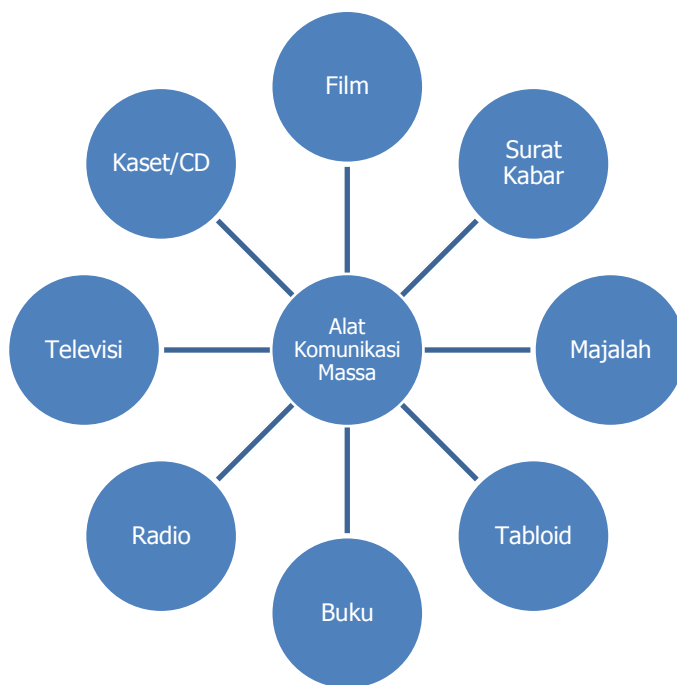 Film
Surat
Kabar
Kaset/CD
Alat
Komunikasi
Massa
Televisi
Majalah
Radio
Tabloid
Buku